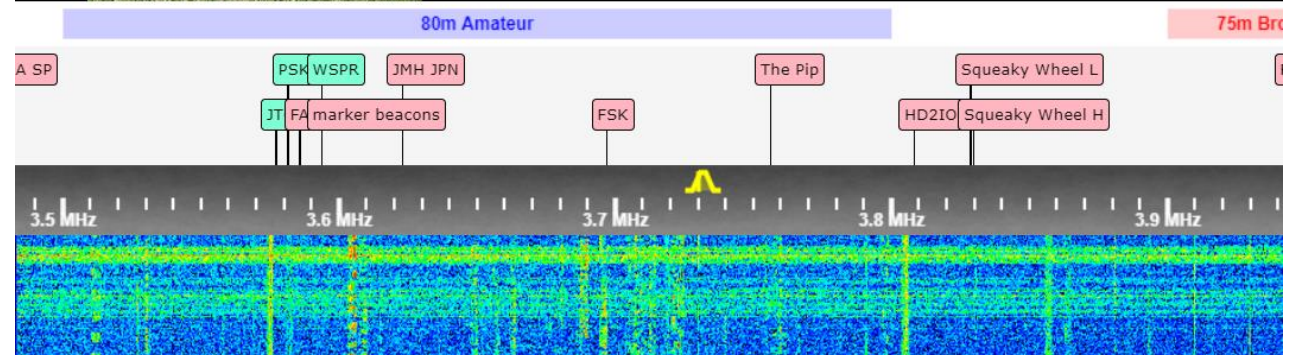 80m Amateur
75m Bro
A SP
PSK
WSPR
JMH JPN
The Pip
Squeaky Wheel L
JT
FA
marker beacons
FSK
HD2IO
Squeaky Wheel H
3.5 MHz
3.6 MHz
3.7 MHz
3.8 MHz
3.9 MHz